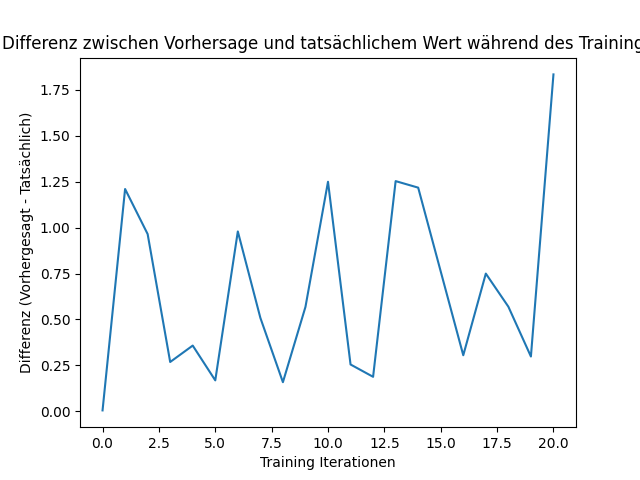 Differenz zwischen Vorhersage und tatsächlichem Wert während des Training
1.75
1.50
1.25
1.00
0.75
0.50
0.25
0.00
Differenz (Vorhergesagt - Tatsächlich)
0.0 2.5 5.0 7.5 10.0 12.5 15.0 17.5 20.0
Training Iterationen